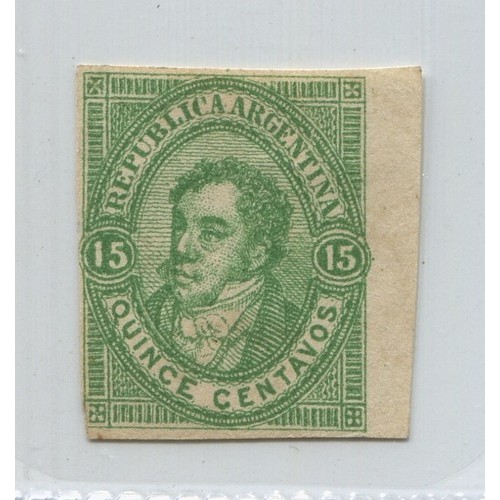 REPUBLICA ARGENTINA
15 15
QUINCE CENTAVOS